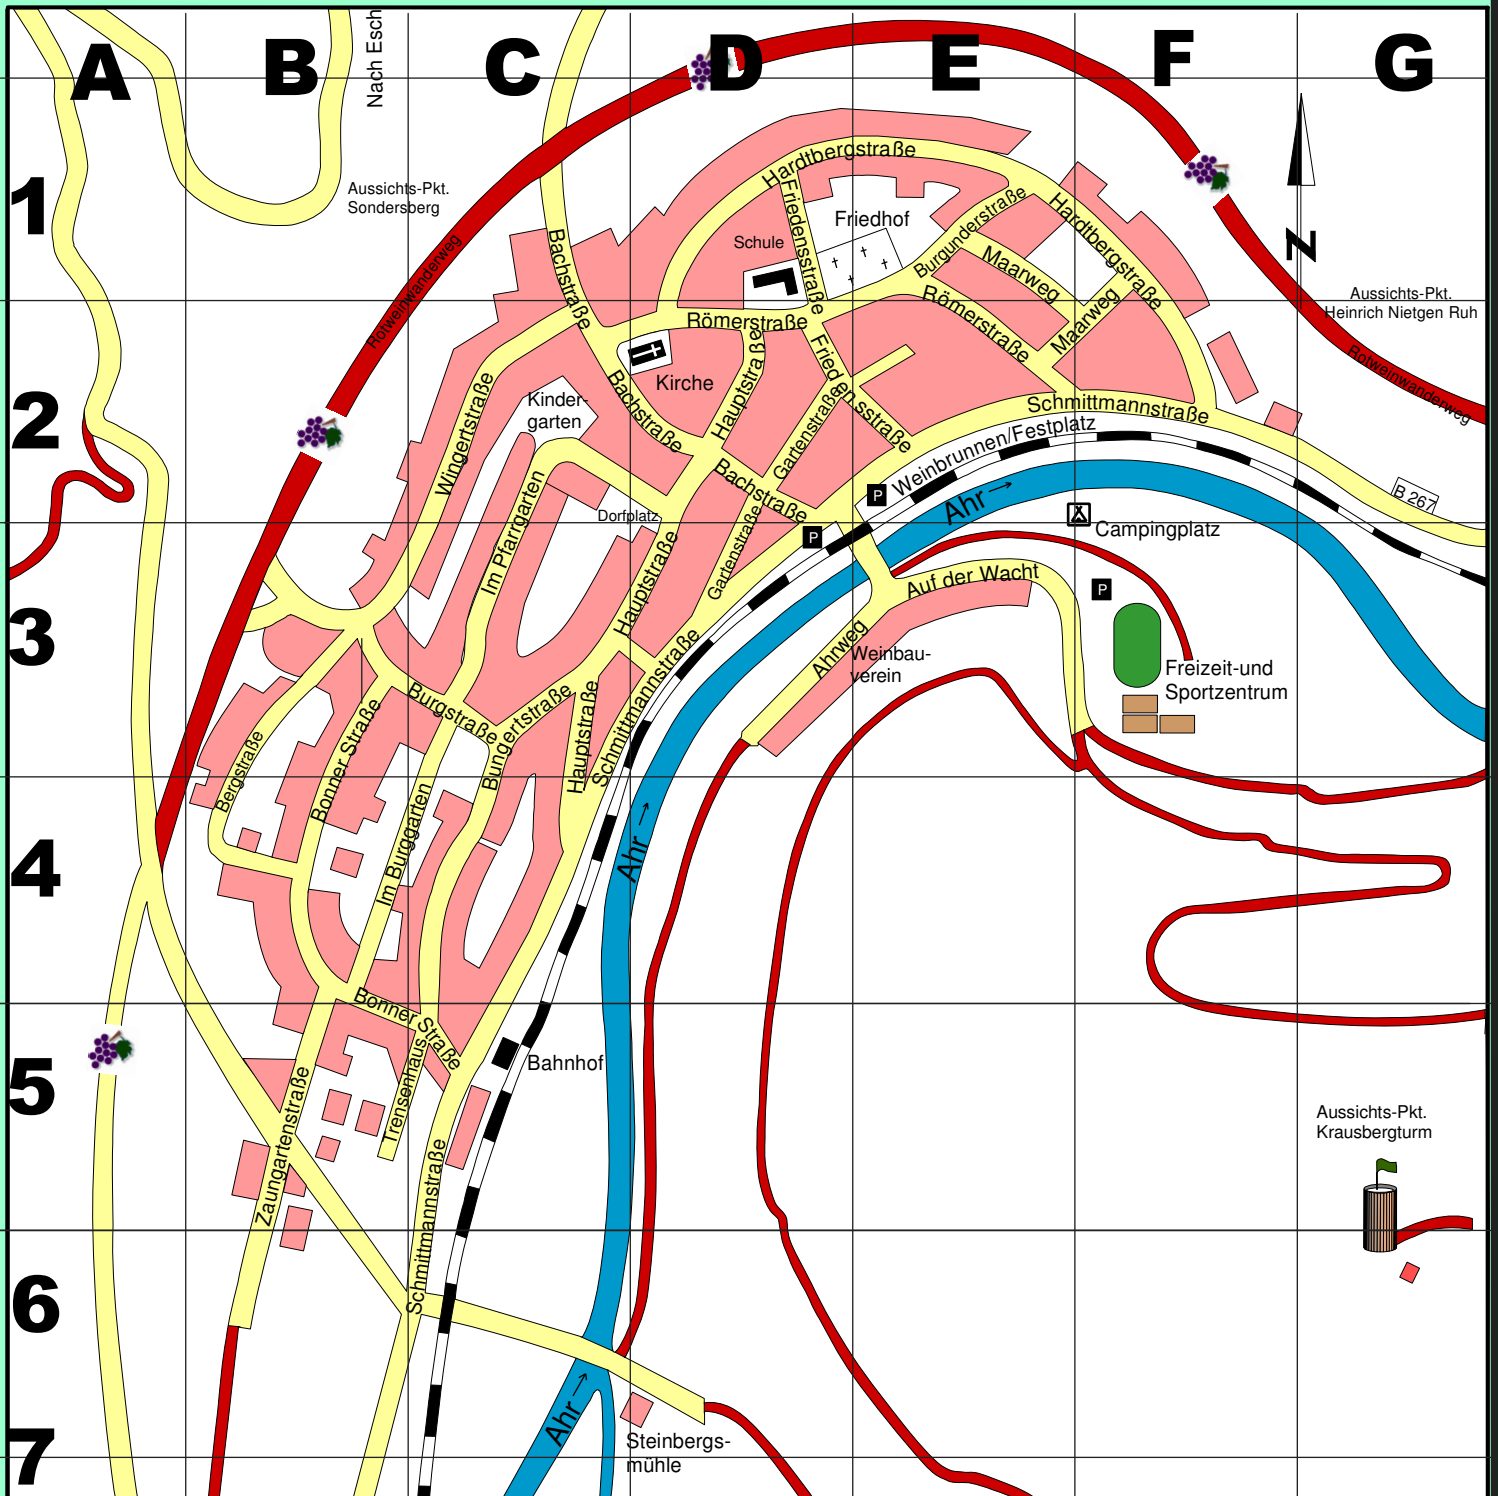 A
B
C
D
E
F
G
1
2
3
4
5
6
7
Nach Esch
Aussichts-Pkt.
Sondersberg
Rotweinwanderweg
Bachstraße
Hardtbergstraße
Friedensstraße
Schule
Friedhof
Burgunderstraße
Hardtbergstraße
Maarweg
Maarweg
Römerstraße
Römerstraße
N
Aussichts-Pkt.
Heinrich Nietgen Ruh
Rotweinwanderweg
Kirche
Hauptstraße
Friedensstraße
Bachstraße
Kinder-
garten
Wingertstraße
Gartenstraße
Schmittmannstraße
Weinbrunnen/Festplatz
Bachstraße
P
P
Ahr
B 267
Campingplatz
Dorfplatz
Im Pfarrgarten
Hauptstraße
Gartenstraße
Auf der Wacht
P
Ahrweg
Weinbau-
verein
Freizeit-und
Sportzentrum
Schmittmannstraße
Burgstraße
Bungertstraße
Hauptstraße
Bonner Straße
Bergstraße
Im Burggarten
Ahr
Bonner Straße
Bahnhof
Trensenhaus
Zaungartenstraße
Schmittmannstraße
Aussichts-Pkt.
Krausbergturm
Ahr
Steinbergs-
mühle